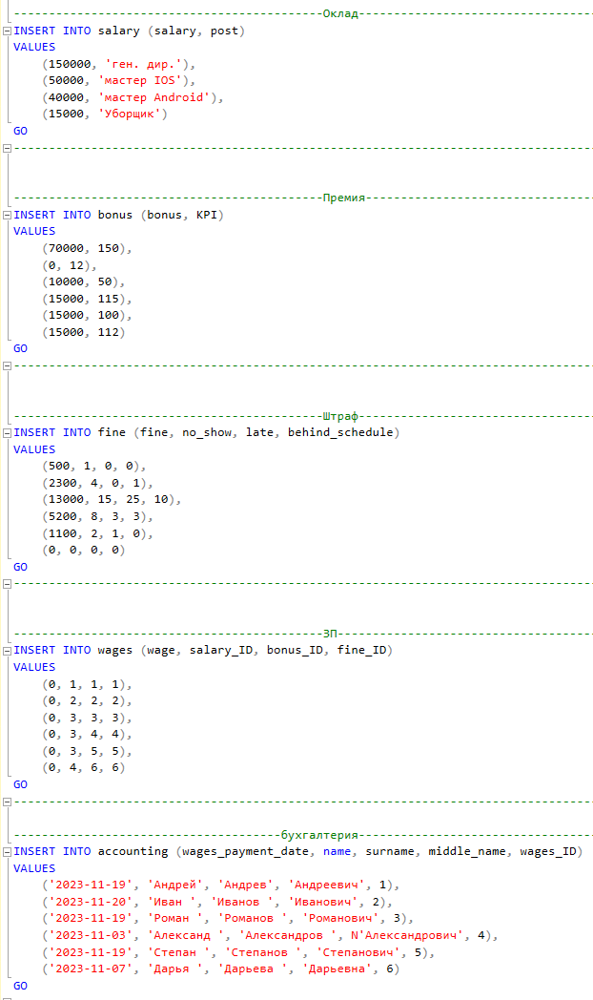 ----------------------------------------Оклад----------------------------------------
INSERT INTO salary (salary, post)
VALUES
(150000, 'ген. дир.'),
(50000, 'мастер IOS'),
(40000, 'мастер Android'),
(15000, 'Уборщик')
GO
----------------------------------------Премия----------------------------------------
INSERT INTO bonus (bonus, KPI)
VALUES
(70000, 150),
(0, 12),
(10000, 50),
(15000, 115),
(15000, 100),
(15000, 112)
GO
----------------------------------------Штраф----------------------------------------
INSERT INTO fine (fine, no_show, late, behind_schedule)
VALUES
(500, 1, 0, 0),
(2300, 4, 0, 1),
(13000, 15, 25, 10),
(5200, 8, 3, 3),
(1100, 2, 1, 0),
(0, 0, 0, 0)
GO
----------------------------------------ЗП----------------------------------------
INSERT INTO wages (wage, salary_ID, bonus_ID, fine_ID)
VALUES
(0, 1, 1, 1),
(0, 2, 2, 2),
(0, 3, 3, 3),
(0, 3, 4, 4),
(0, 3, 5, 5),
(0, 4, 6, 6)
GO
----------------------------------------бухгалтерия----------------------------------------
INSERT INTO accounting (wages_payment_date, name, surname, middle_name, wages_ID)
VALUES
('2023-11-19', 'Андрей', 'Андрев', 'Андреевич', 1),
('2023-11-20', 'Иван ', 'Иванов ', 'Иванович', 2),
('2023-11-19', 'Роман ', 'Романов ', 'Романович', 3),
('2023-11-03', 'Александ ', 'Александров ', N'Александрович', 4),
('2023-11-19', 'Степан ', 'Степанов ', 'Степанович', 5),
('2023-11-07', 'Дарья ', 'Дарьева ', 'Дарьевна', 6)
GO